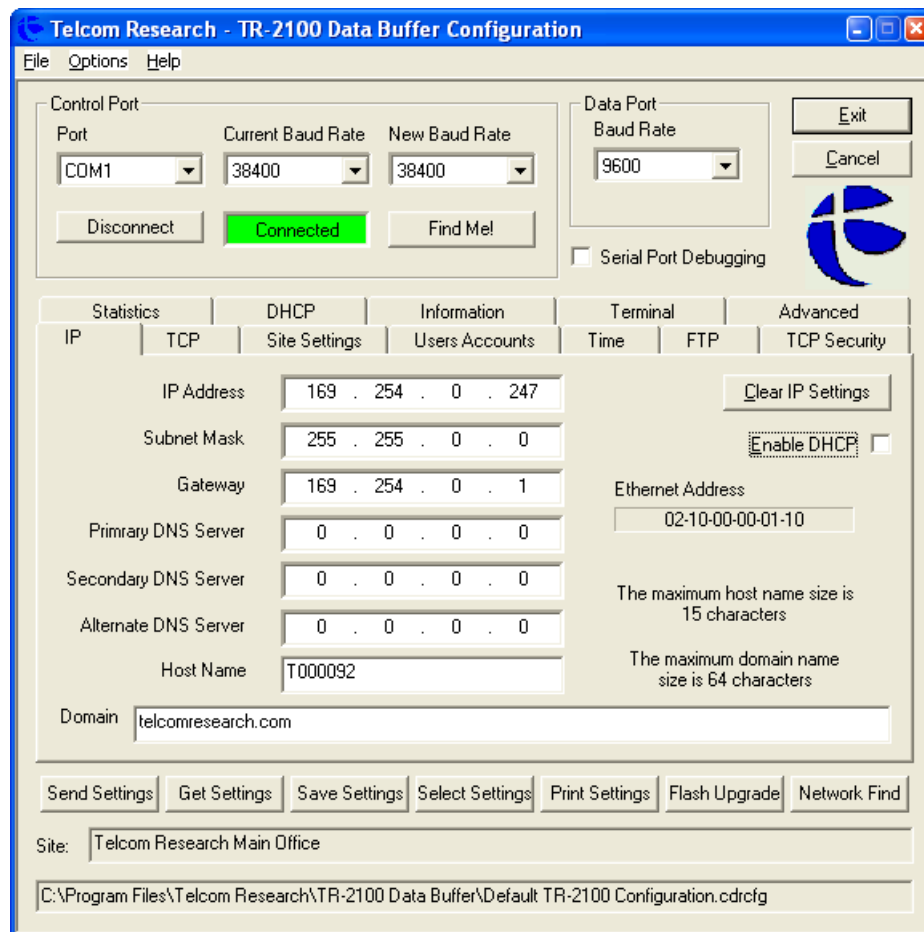 Telcom Research - TR-2100 Data Buffer Configuration
File Options Help
Control Port
Port Current Baud Rate New Baud Rate
COM1 38400 38400
Disconnect Connected Find Me!
Data Port
Baud Rate
9600
Serial Port Debugging
Exit
Cancel
Statistics DHCP Information Terminal Advanced
IP TCP Site Settings Users Accounts Time FTP TCP Security
IP Address 169 . 254 . 0 . 247
Clear IP Settings
Subnet Mask 255 . 255 . 0 . 0
Enable DHCP
Gateway 169 . 254 . 0 . 1
Ethernet Address
02-10-00-00-01-10
Primrary DNS Server 0 . 0 . 0 . 0
Secondary DNS Server 0 . 0 . 0 . 0
The maximum host name size is
15 characters
Alternate DNS Server 0 . 0 . 0 . 0
Host Name T000092
The maximum domain name
size is 64 characters
Domain telcomresearch.com
Send Settings Get Settings Save Settings Select Settings Print Settings Flash Upgrade Network Find
Site: Telcom Research Main Office
C:\Program Files\Telcom Research\TR-2100 Data Buffer\Default TR-2100 Configuration.cdrcfg